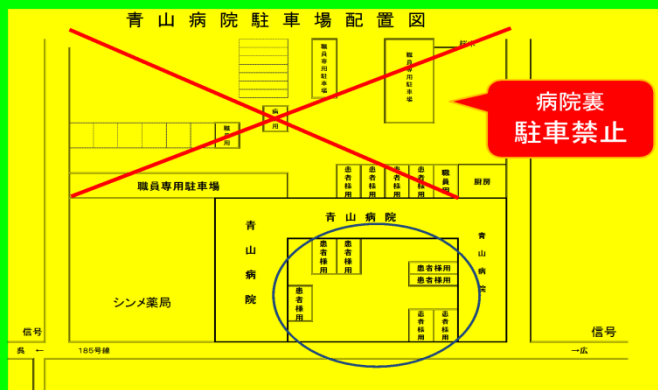 青山病院駐車場配置図
職員専用駐車場
職員専用駐車場
病院裏
駐車禁止
職員用
職員専用駐車場
患者様用
患者様用
患者様用
患者様用
職員用
厨房
青山病院
青山病院
青山病院
患者様用
患者様用
患者様用
患者様用
患者様用
患者様用
患者様用
シンメ薬局
信号
信号
呉 ←
185号線
→広